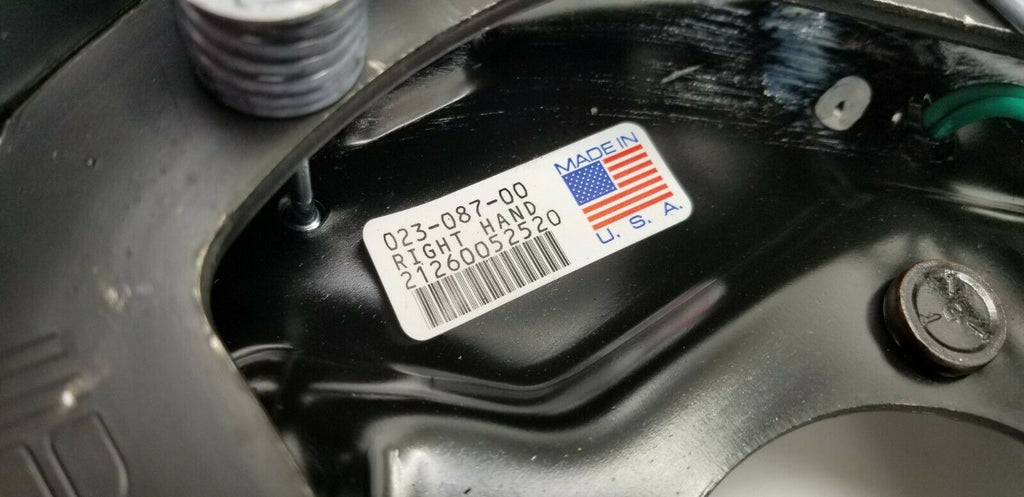 023-087-00
RIGHT HAND
21260052520
MADE IN
U. S. A.